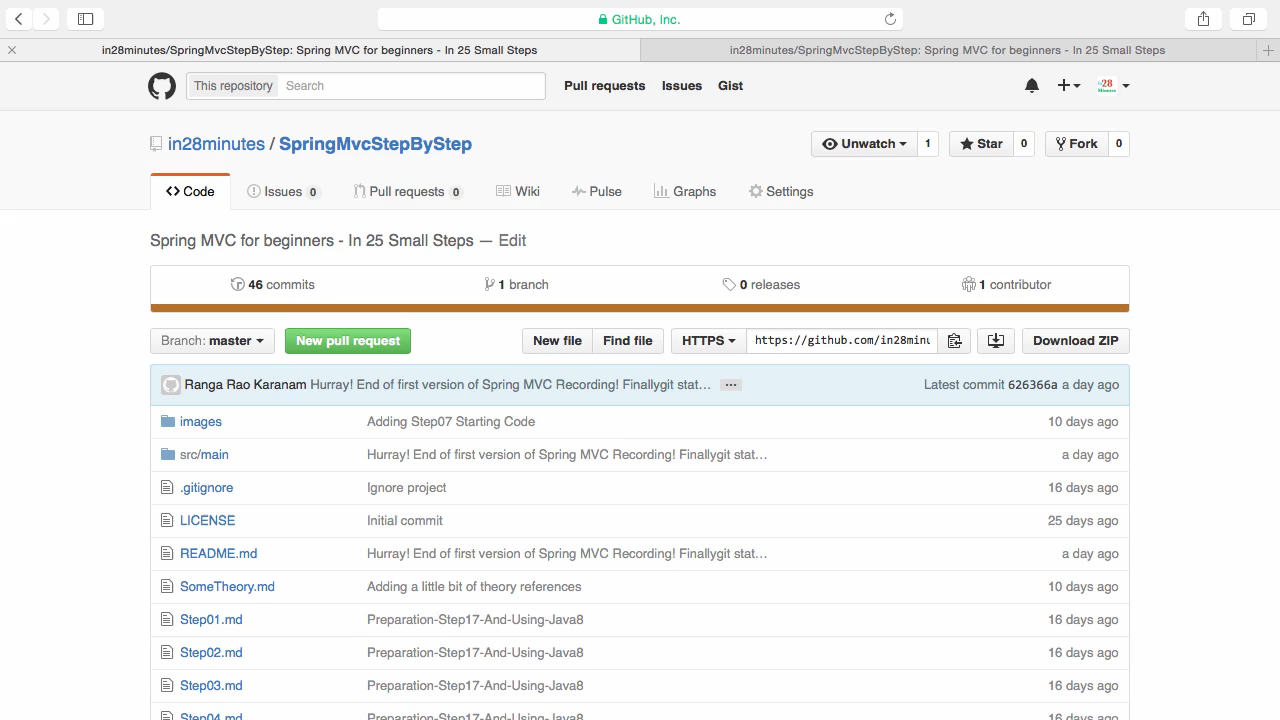 GitHub, Inc.
in28minutes/SpringMvcStepByStep: Spring MVC for beginners - In 25 Small Steps
in28minutes/SpringMvcStepByStep: Spring MVC for beginners - In 25 Small Steps
This repository Search Pull requests Issues Gist
in28minutes / SpringMvcStepByStep Unwatch 1 Star 0 Fork 0
Code Issues 0 Pull requests 0 Wiki Pulse Graphs Settings
Spring MVC for beginners - In 25 Small Steps — Edit
46 commits 1 branch 0 releases 1 contributor
Branch: master New pull request New file Find file HTTPS https://github.com/in28minu Download ZIP
Ranga Rao Karanam Hurray! End of first version of Spring MVC Recording! Finallygit stat… ... Latest commit 626366a a day ago
images Adding Step07 Starting Code 10 days ago
src/main Hurray! End of first version of Spring MVC Recording! Finallygit stat… a day ago
.gitignore Ignore project 16 days ago
LICENSE Initial commit 25 days ago
README.md Hurray! End of first version of Spring MVC Recording! Finallygit stat… a day ago
SomeTheory.md Adding a little bit of theory references 10 days ago
Step01.md Preparation-Step17-And-Using-Java8 16 days ago
Step02.md Preparation-Step17-And-Using-Java8 16 days ago
Step03.md Preparation-Step17-And-Using-Java8 16 days ago
Step04.md Preparation-Step17-And-Using-Java8 16 days ago